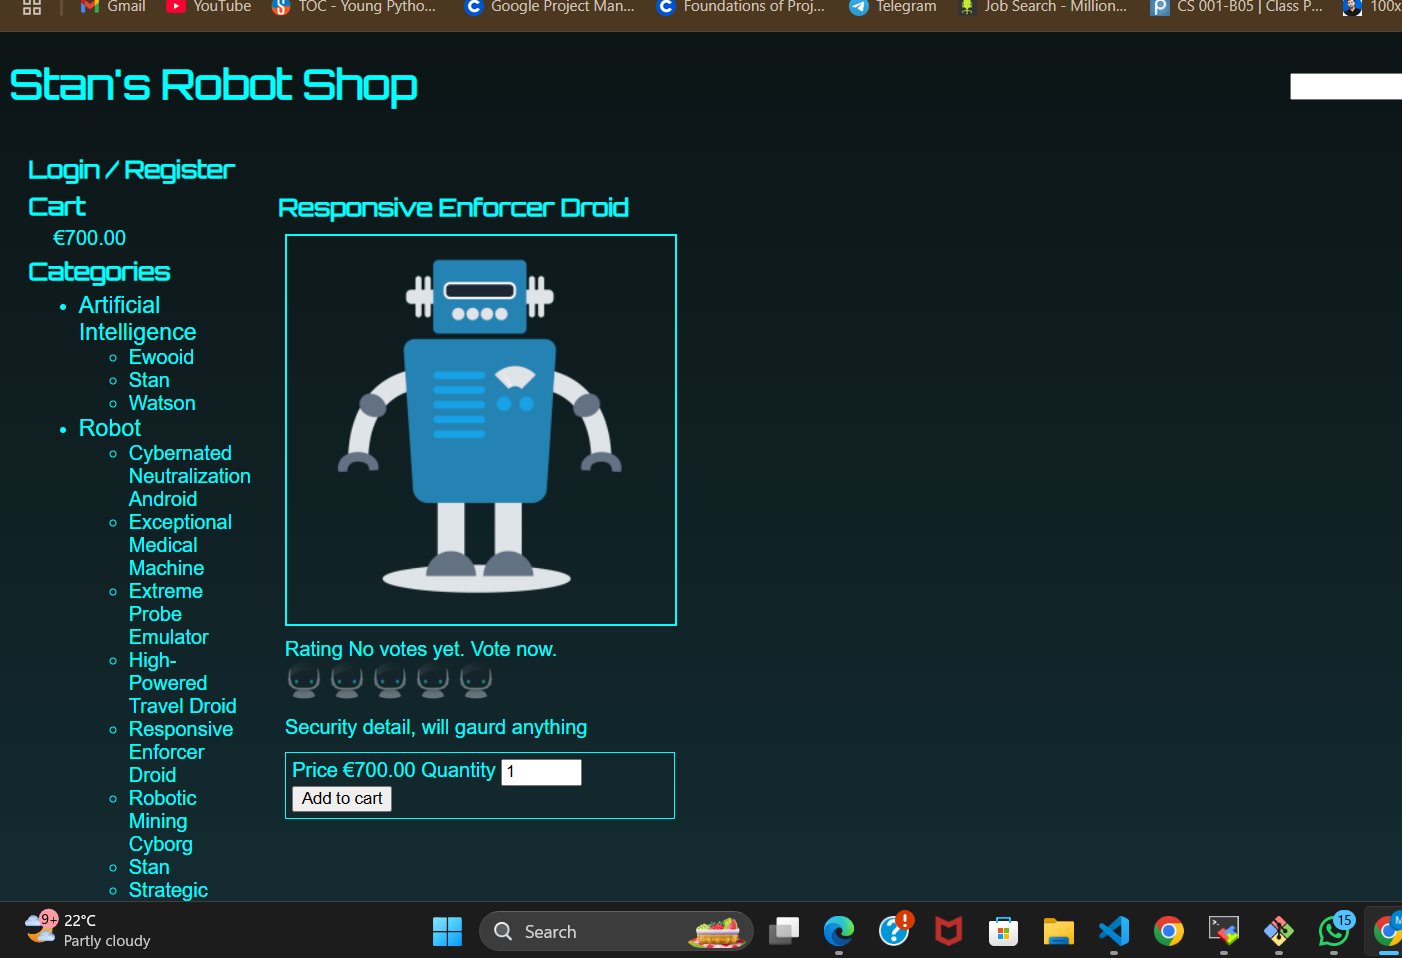 Gmail
YouTube
TOC - Young Pytho...
Google Project Man...
Foundations of Proj...
Telegram
Job Search - Million...
CS 001-B05 | Class P...
100x
Stan's Robot Shop
Login / Register
Cart
€700.00
Categories
Artificial
Intelligence
Ewooid
Stan
Watson
Robot
Cybernated
Neutralization
Android
Exceptional
Medical
Machine
Extreme
Probe
Emulator
High-
Powered
Travel Droid
Responsive
Enforcer
Droid
Robotic
Mining
Cyborg
Stan
Strategic
Responsive Enforcer Droid
Rating No votes yet. Vote now.
Security detail, will gaurd anything
Price €700.00 Quantity 1
Add to cart
9+
22°C
Partly cloudy
Search
15
M